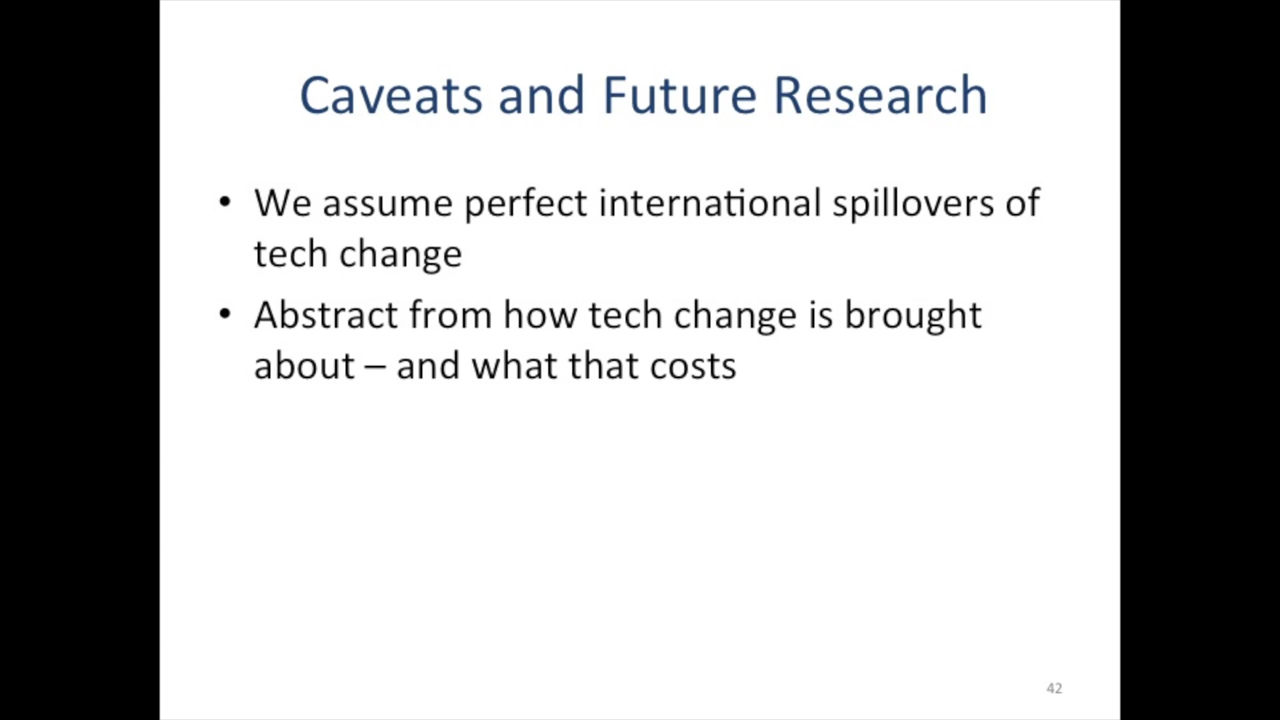 Caveats and Future Research
• We assume perfect international spillovers of
tech change
• Abstract from how tech change is brought
about – and what that costs
42